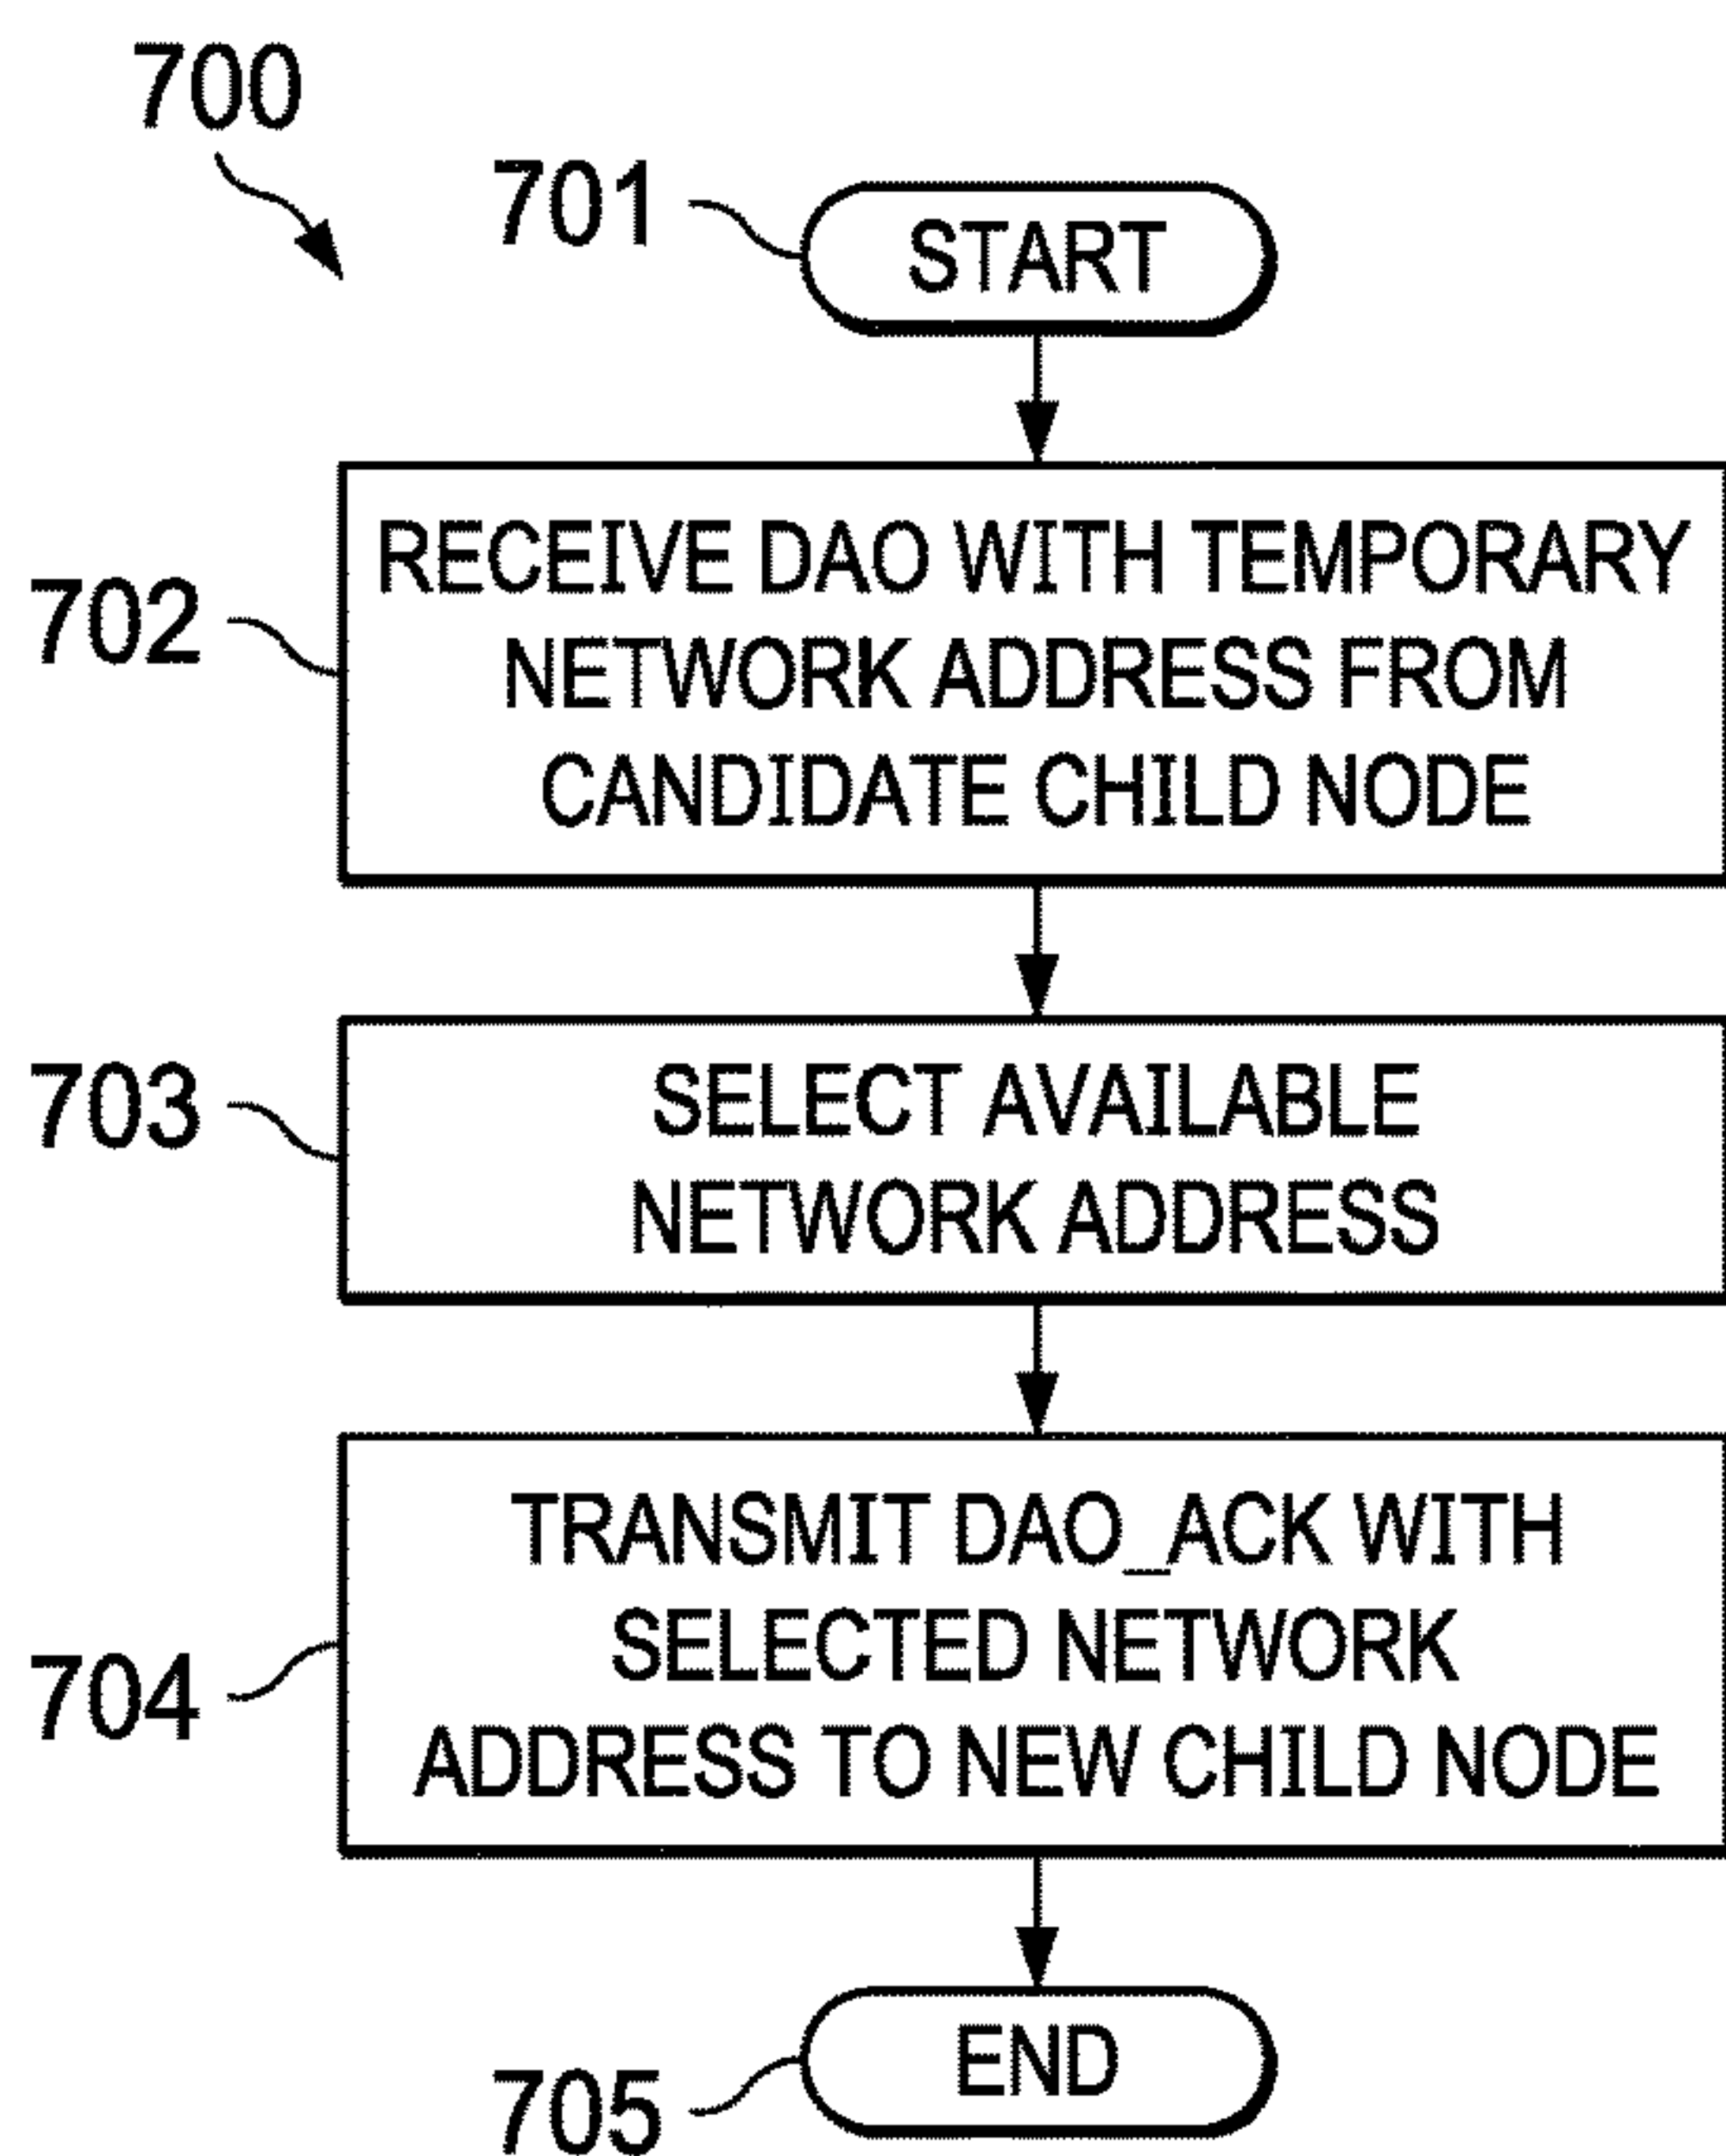 700
701
START
702
RECEIVE DAO WITH TEMPORARY
NETWORK ADDRESS FROM
CANDIDATE CHILD NODE
703
SELECT AVAILABLE
NETWORK ADDRESS
704
TRANSMIT DAO_ACK WITH
SELECTED NETWORK
ADDRESS TO NEW CHILD NODE
705
END